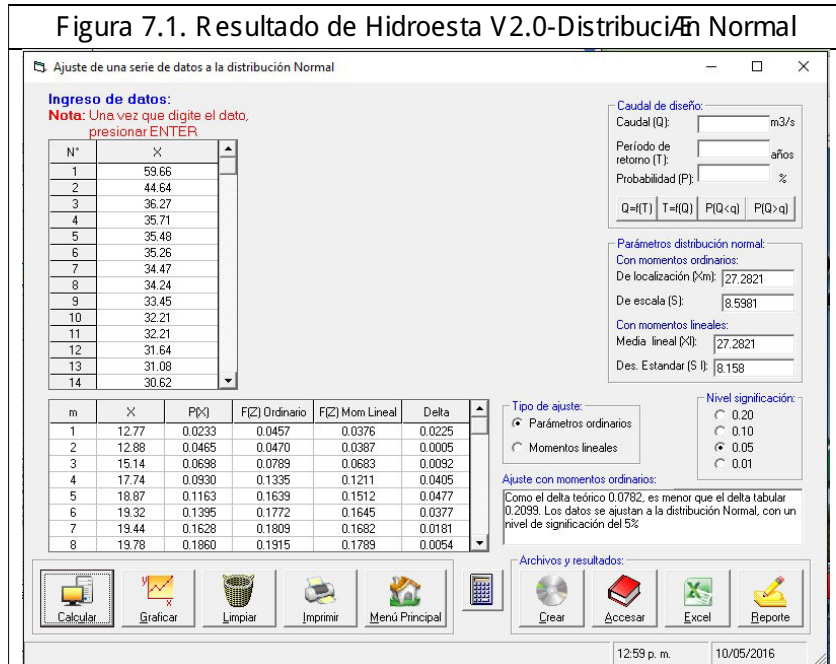 Figura 7.1. Resultado de Hidroesta V2.0-DistribuciÆn Normal
Ajuste de una serie de datos a la distribución Normal
Ingreso de datos:
Nota: Una vez que digite el dato,
presionar ENTER
N° X
1 59.66
2 44.64
3 36.27
4 35.71
5 35.48
6 35.26
7 34.47
8 34.24
9 33.45
10 32.21
11 32.21
12 31.64
13 31.08
14 30.62
Caudal de diseño:
Caudal (Q): m3/s
Período de
retorno (T): años
Probabilidad (P): %
Q=f(T) T=f(Q) P(Q<q) P(Q>q)
Parámetros distribución normal:
Con momentos ordinarios:
De localización (Xm): 27.2821
De escala (S): 8.5981
Con momentos lineales:
Media lineal (Xl): 27.2821
Des. Estandar (S l): 8.158
m X P(X) F(Z) Ordinario F(Z) Mom Lineal Delta
1 12.77 0.0233 0.0457 0.0376 0.0225
2 12.88 0.0465 0.0470 0.0387 0.0005
3 15.14 0.0698 0.0789 0.0683 0.0092
4 17.74 0.0930 0.1335 0.1211 0.0405
5 18.87 0.1163 0.1639 0.1512 0.0477
6 19.32 0.1395 0.1772 0.1645 0.0377
7 19.44 0.1628 0.1809 0.1682 0.0181
8 19.78 0.1860 0.1915 0.1789 0.0054
Tipo de ajuste:
Parámetros ordinarios
Momentos lineales
Nivel significación:
0.20
0.10
0.05
0.01
Ajuste con momentos ordinarios:
Como el delta teórico 0.0782, es menor que el delta tabular
0.2099. Los datos se ajustan a la distribución Normal, con un
nivel de significación del 5%
Calcular Graficar Limpiar Imprimir Menú Principal
Archivos y resultados:
Crear Accesar Excel Reporte
12:59 p. m. 10/05/2016